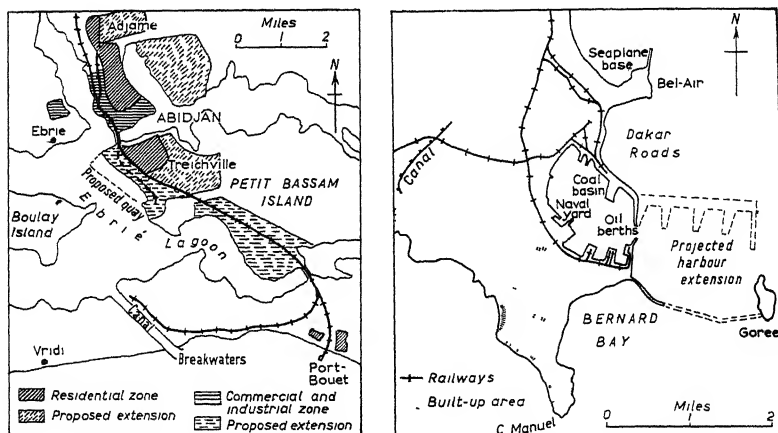 Adjame
Miles
0 1 2
N
ABIDJAN
Ebrie
Treichville
Proposed quay
PETIT BASSAM
ISLAND
Boulay
Island
Ebrié
Lagoon
Canal
Vridi
Breakwaters
Port-
Bouet
Residential zone
Proposed extension
Commercial and
industrial zone
Proposed extension
N
Seaplane
base
Bel-Air
Dakar
Roads
Canal
Coal
basin
Naval
yard
Oil
berths
Projected
harbour
extension
Goree
BERNARD
BAY
Railways
Built-up area
C Manuel
Miles
0 1 2